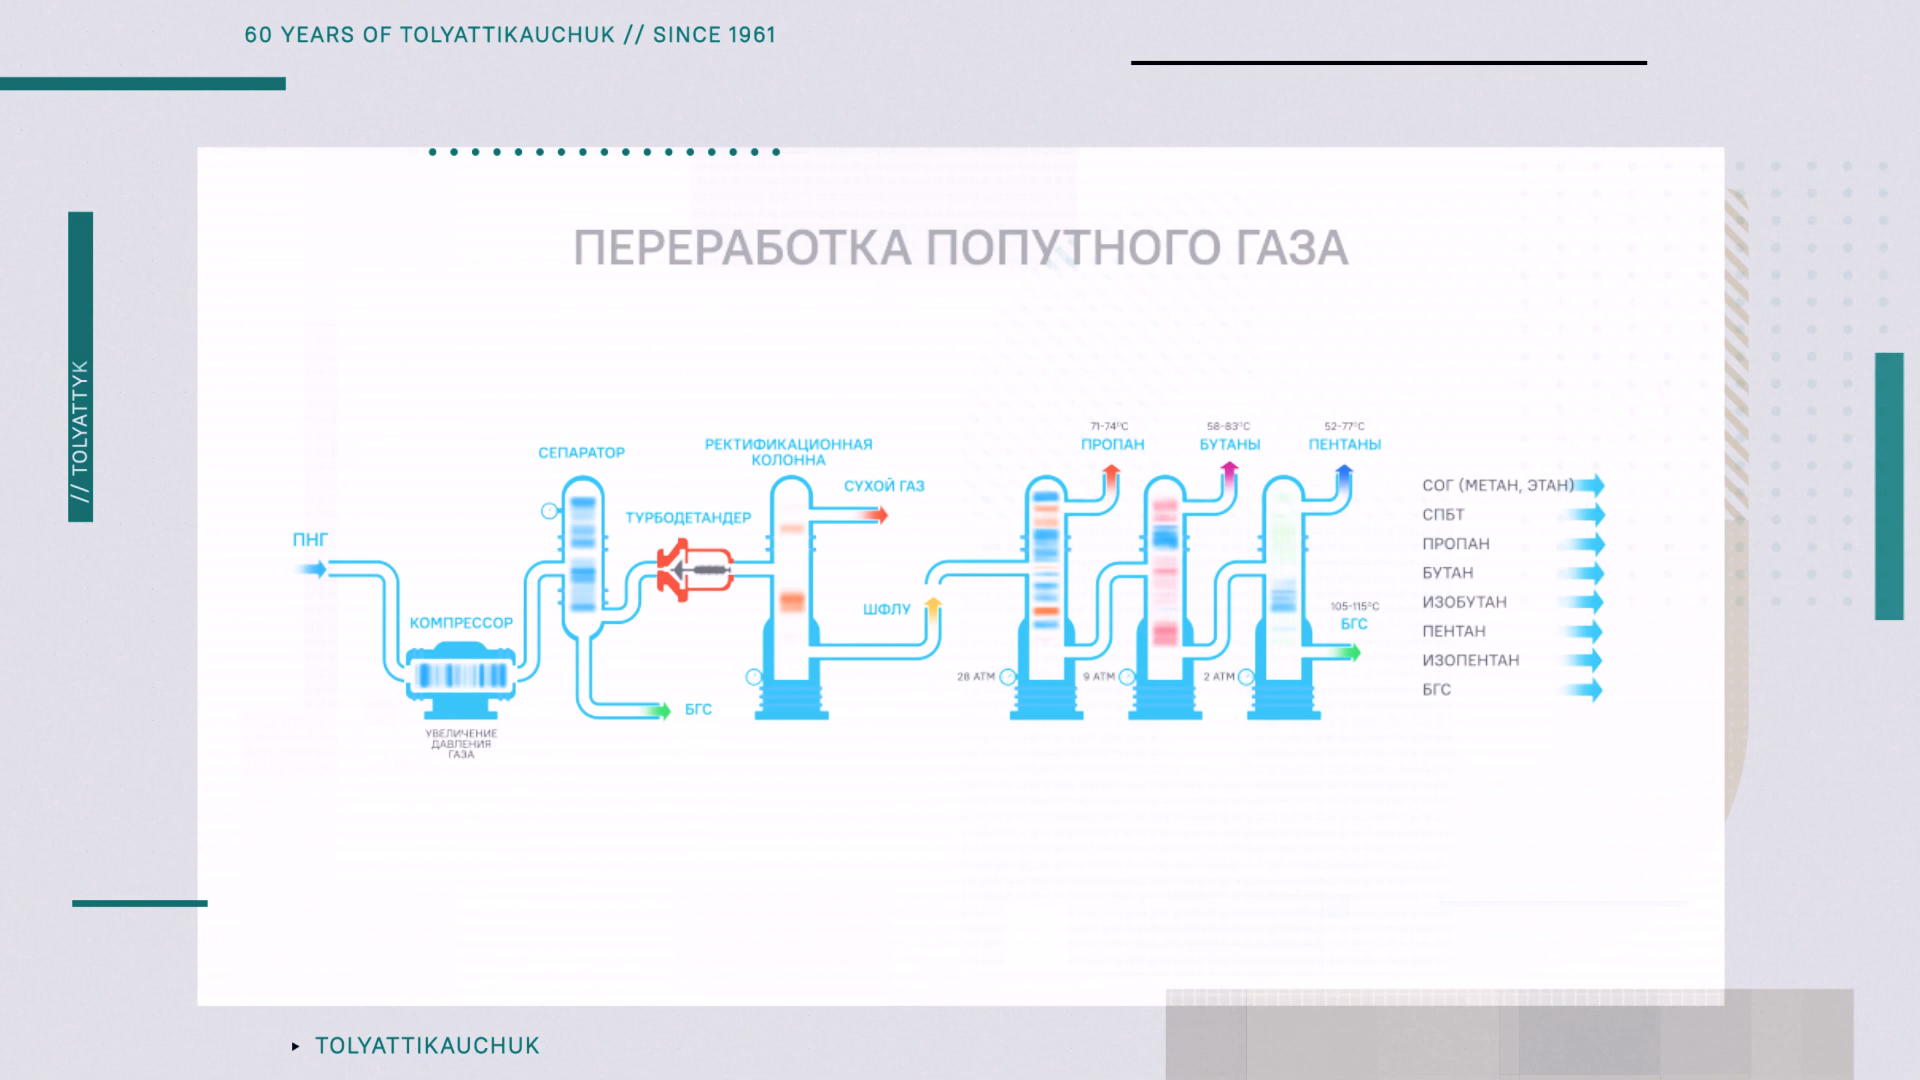 60 YEARS OF TOLYATTIKAUCHUK // SINCE 1961
// TOLYATTYK
ПЕРЕРАБОТКА ПОПУТНОГО ГАЗА
ПНГ
КОМПРЕССОР
УВЕЛИЧЕНИЕ
ДАВЛЕНИЯ
ГАЗА
СЕПАРАТОР
БГС
ТУРБОДЕТАНДЕР
РЕКТИФИКАЦИОННАЯ
КОЛОННА
СУХОЙ ГАЗ
ШФЛУ
28 АТМ
71-74°С
ПРОПАН
9 АТМ
58-83°С
БУТАНЫ
2 АТМ
52-77°С
ПЕНТАНЫ
105-115°С
БГС
СОГ (МЕТАН, ЭТАН)
СПБТ
ПРОПАН
БУТАН
ИЗОБУТАН
ПЕНТАН
ИЗОПЕНТАН
БГС
TOLYATTIKAUCHUK